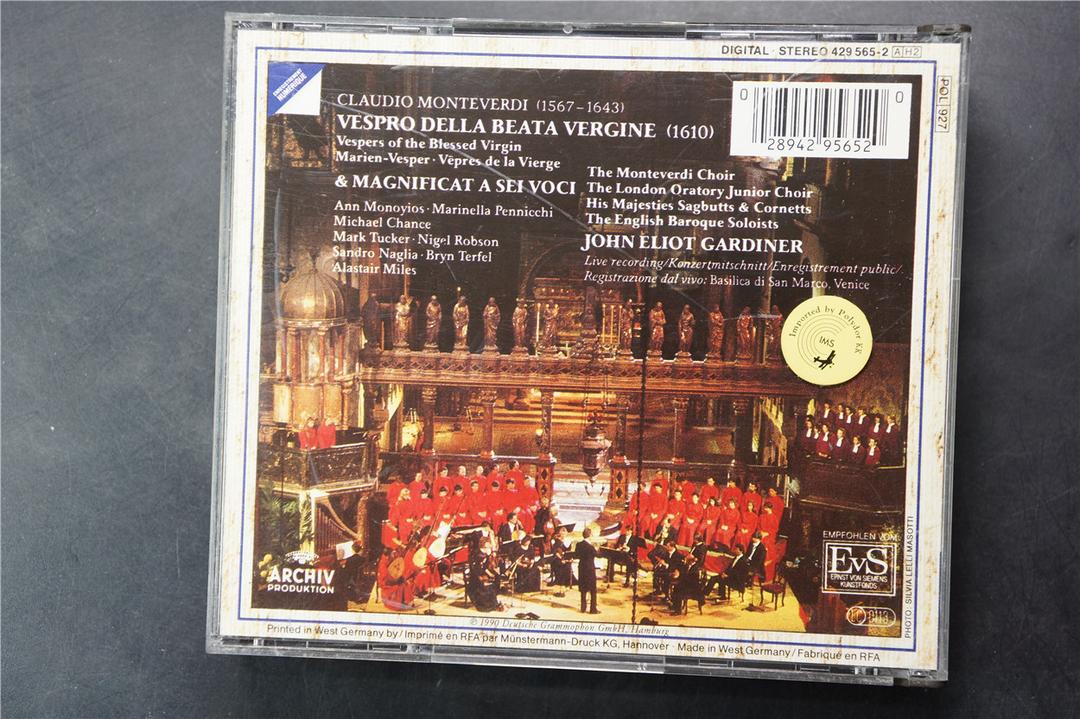 DIGITAL · STEREO 429 565-2 AH2
POL 927
ENREGISTREMENT
NUMÉRIQUE
CLAUDIO MONTEVERDI (1567–1643)
VESPRO DELLA BEATA VERGINE (1610)
Vespers of the Blessed Virgin
Marien-Vesper · Vêpres de la Vierge
& MAGNIFICAT A SEI VOCI
Ann Monoyios · Marinella Pennicchi
Michael Chance
Mark Tucker · Nigel Robson
Sandro Naglia · Bryn Terfel
Alastair Miles
0 28942 95652 0
The Monteverdi Choir
The London Oratory Junior Choir
His Majesties Sagbutts & Cornetts
The English Baroque Soloists
JOHN ELIOT GARDINER
Live recording/Konzertmitschnitt/Enregistrement public/
Registrazione dal vivo: Basilica di San Marco, Venice
Imported by Polydor KK
IMS
ARCHIV
PRODUKTION
EMPFOHLEN VOM
EvS
ERNST VON SIEMENS
KUNSTFONDS
LC 0113
PHOTO: SILVIA LELLI MASOTTI
℗ 1990 Deutsche Grammophon GmbH, Hamburg
Printed in West Germany by / Imprimé en RFA par Münstermann-Druck KG, Hannover · Made in West Germany / Fabriqué en RFA